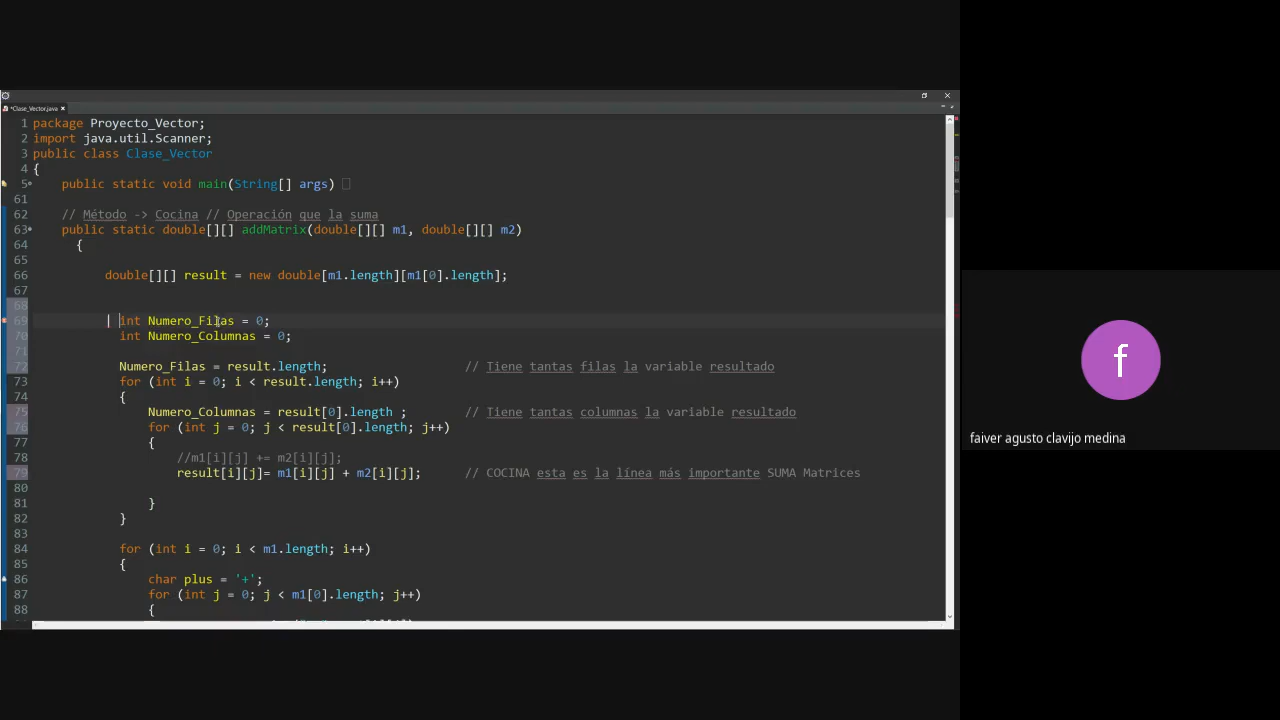 *Clase_Vector.java
1 package Proyecto_Vector;
2 import java.util.Scanner;
3 public class Clase_Vector
4 {
5 public static void main(String[] args)
61
62 // Método -> Cocina // Operación que la suma
63 public static double[][] addMatrix(double[][] m1, double[][] m2)
64 {
65
66 double[][] result = new double[m1.length][m1[0].length];
67
68
69 | int Numero_Filas = 0;
70 int Numero_Columnas = 0;
71
72 Numero_Filas = result.length; // Tiene tantas filas la variable resultado
73 for (int i = 0; i < result.length; i++)
74 {
75 Numero_Columnas = result[0].length ; // Tiene tantas columnas la variable resultado
76 for (int j = 0; j < result[0].length; j++)
77 {
78 //m1[i][j] += m2[i][j];
79 result[i][j]= m1[i][j] + m2[i][j]; // COCINA esta es la línea más importante SUMA Matrices
80
81 }
82 }
83
84 for (int i = 0; i < m1.length; i++)
85 {
86 char plus = '+';
87 for (int j = 0; j < m1[0].length; j++)
88 {
f
faiver agusto clavijo medina